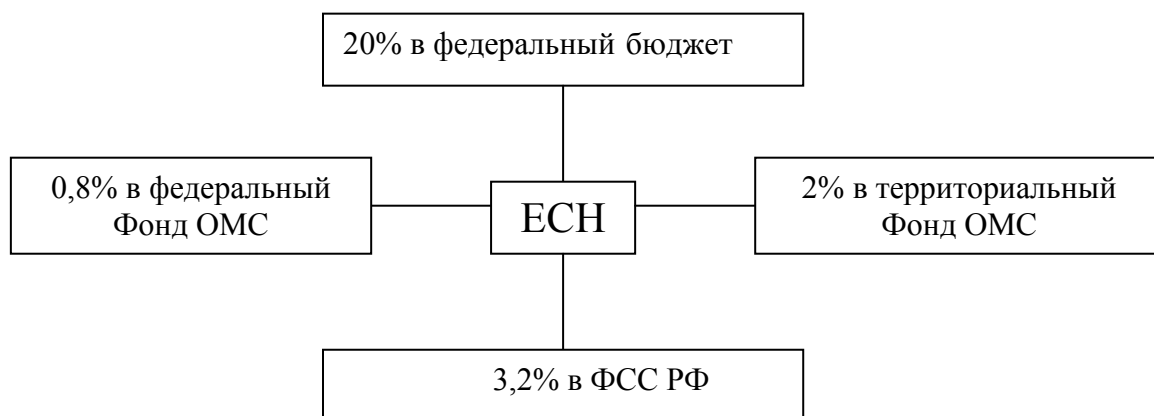 20% в федеральный бюджет
0,8% в федеральный
Фонд ОМС
ЕСН
2% в территориальный
Фонд ОМС
3,2% в ФСС РФ